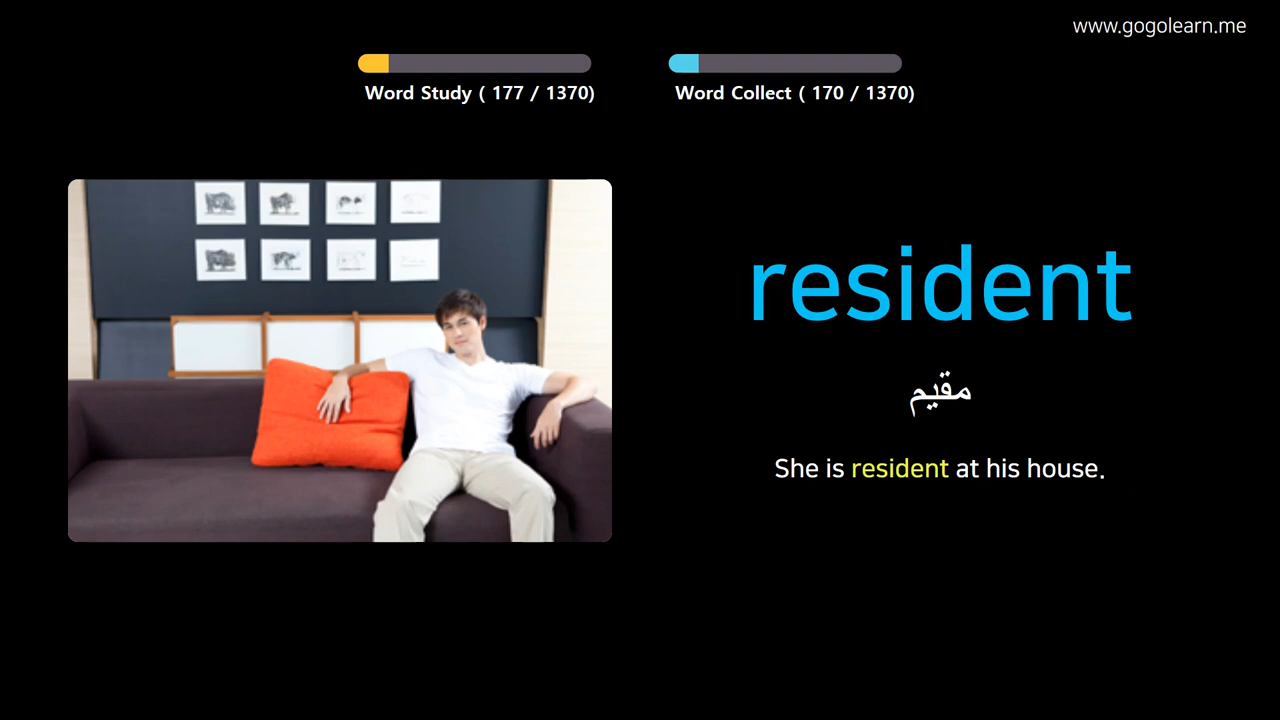 www.gogolearn.me
Word Study ( 177 / 1370)
Word Collect ( 170 / 1370)
resident
مقيم
She is resident at his house.